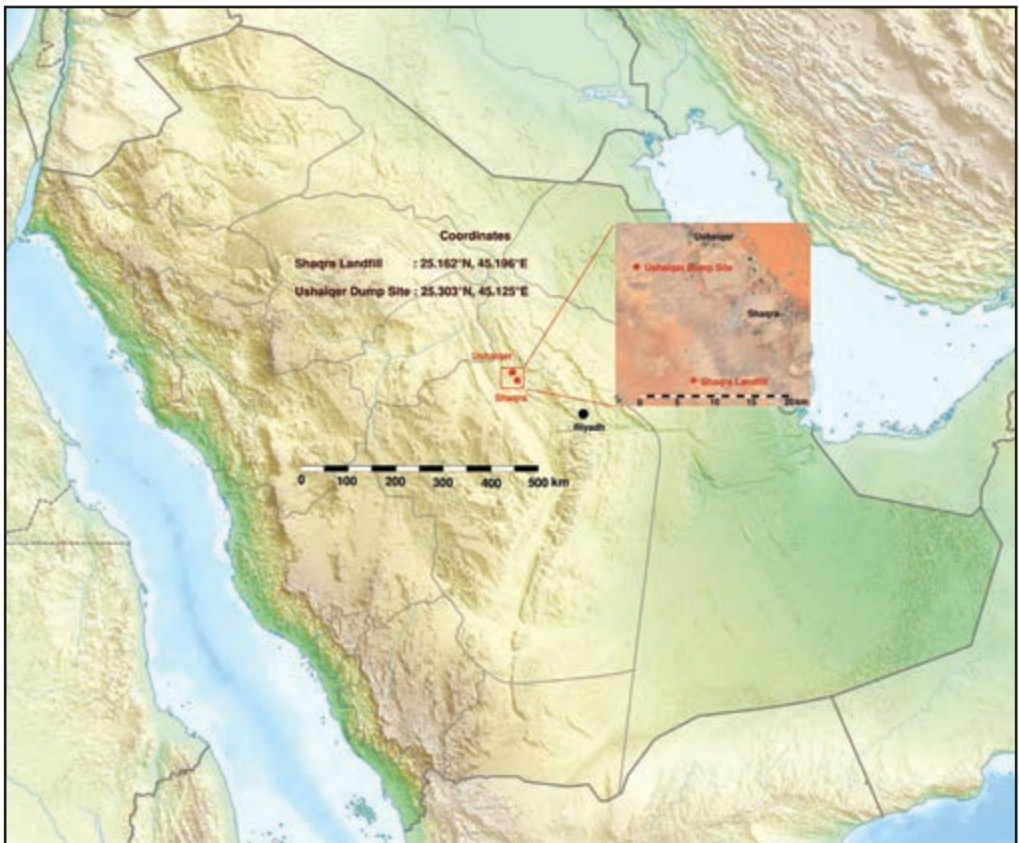 Coordinates
Shaqra Landfill : 25.162°N, 45.196°E
Ushaiqer Dump Site : 25.303°N, 45.125°E
Ushaiqer
Ushaiqer Dump Site
Shaqra
Shaqra Landfill
0 5 10 15 20km
Ushaiqer
Shaqra
Riyadh
0 100 200 300 400 500 km